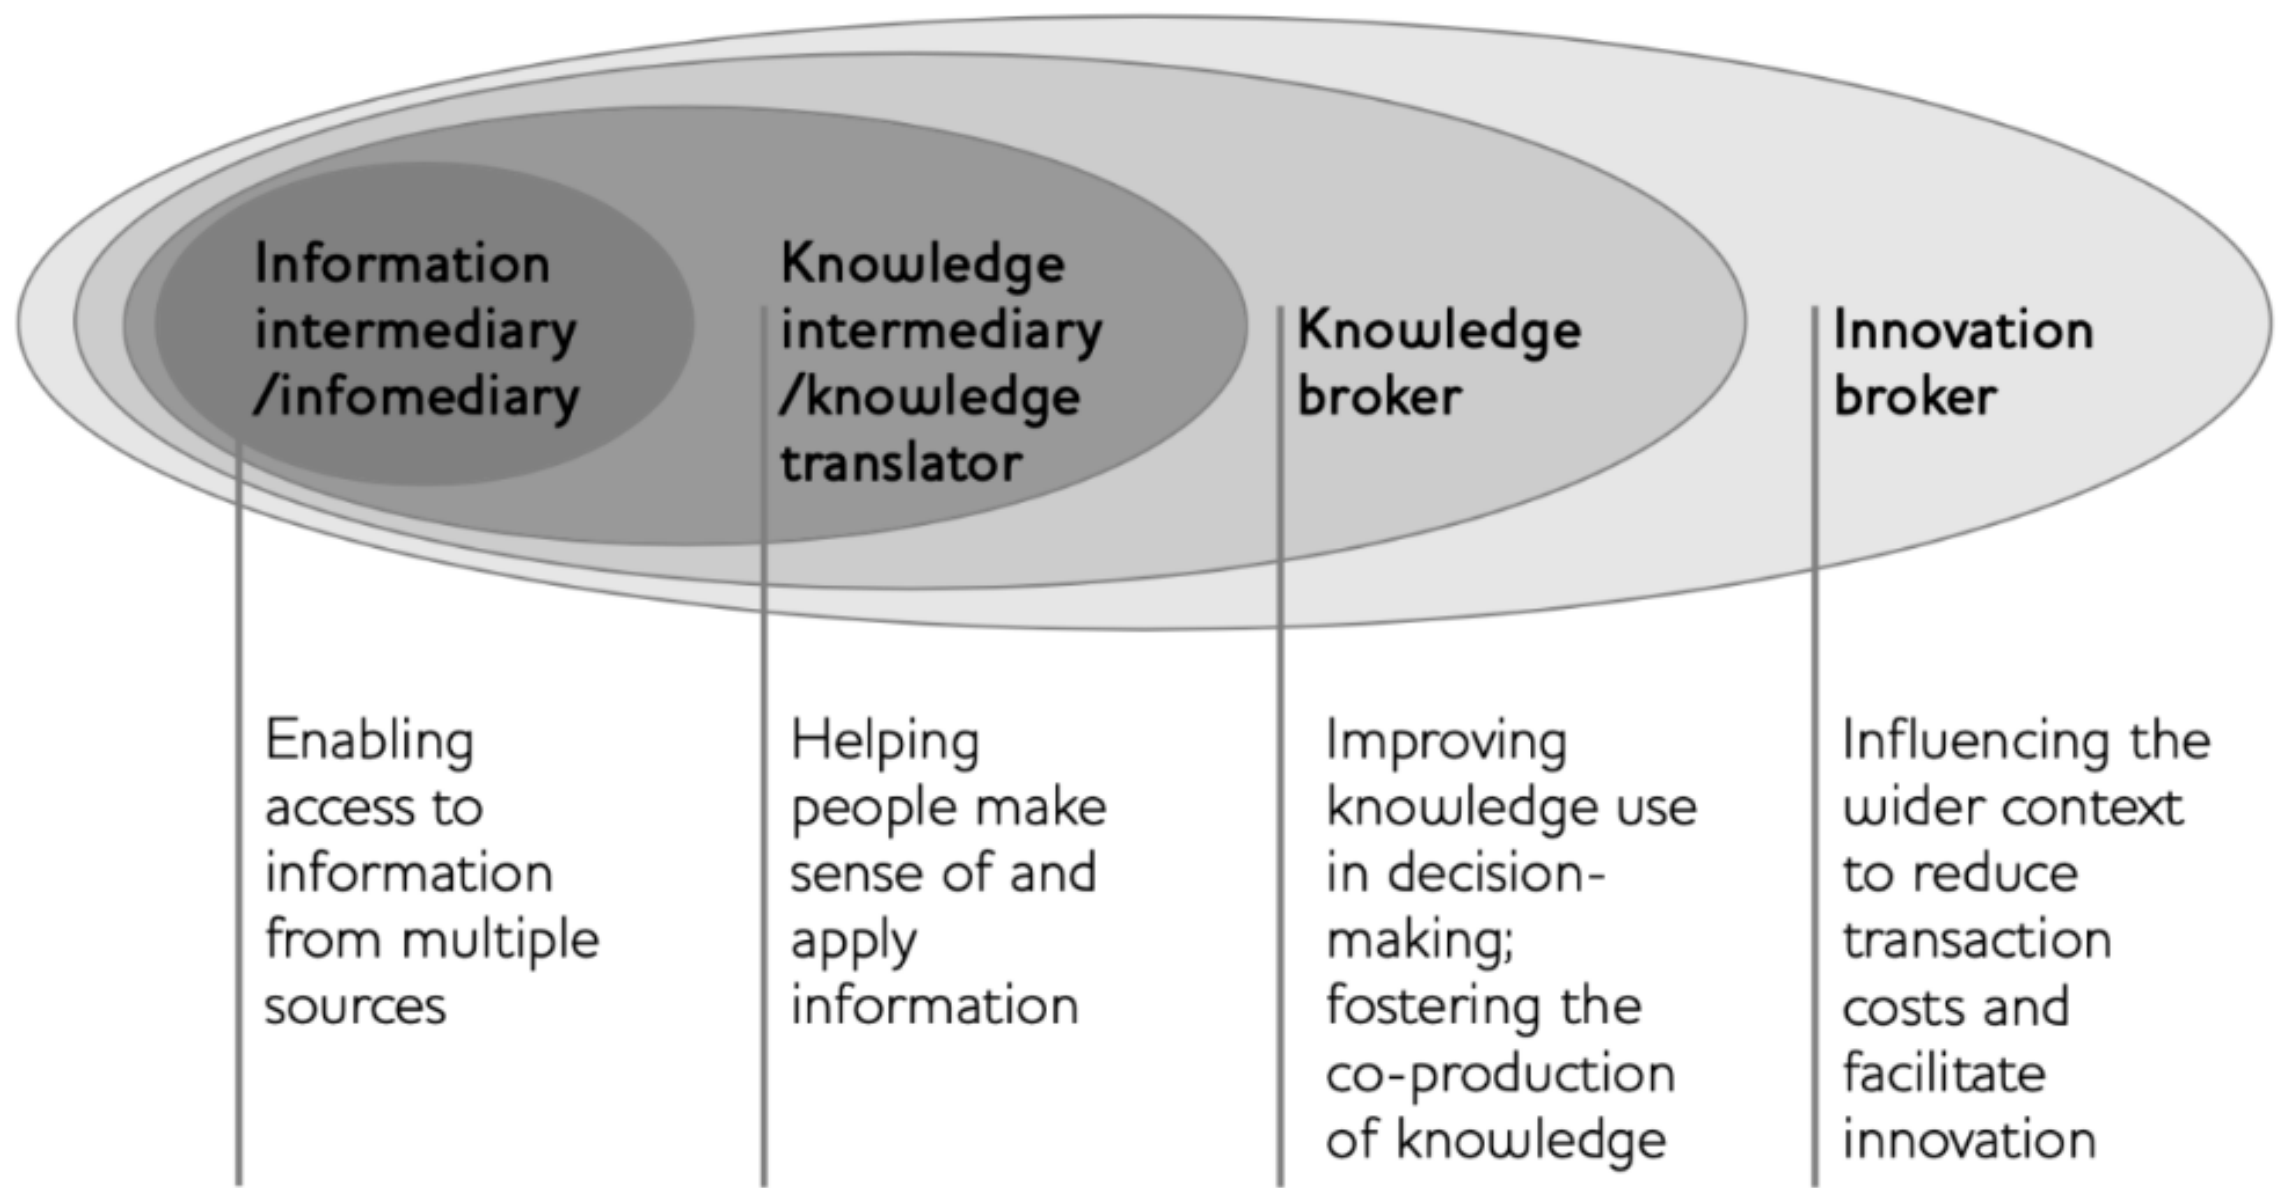 Information
intermediary
/infomediary
Knowledge
intermediary
/knowledge
translator
Knowledge
broker
Innovation
broker
Enabling
access to
information
from multiple
sources
Helping
people make
sense of and
apply
information
Improving
knowledge use
in decision-
making;
fostering the
co-production
of knowledge
Influencing the
wider context
to reduce
transaction
costs and
facilitate
innovation